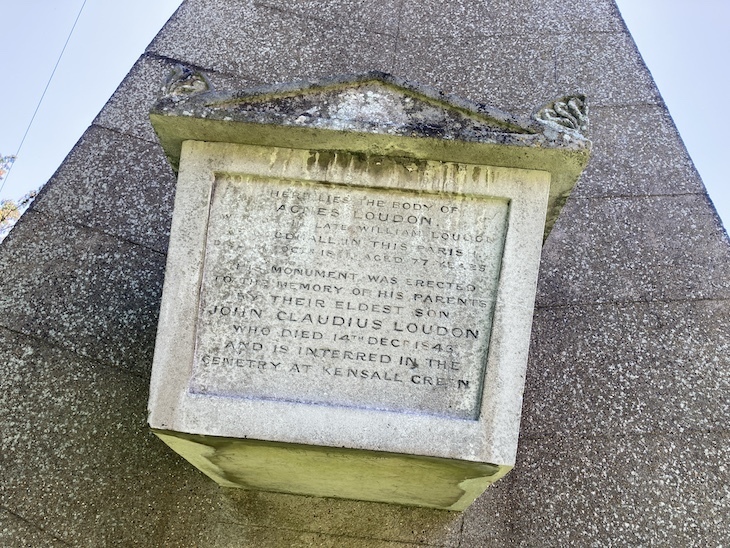 HERE LIES THE BODY OF
AGNES LOUDON
LATE WILLIAM LOUDON
HALL IN THIS PARIS
AGED 77 YEARS
THIS MONUMENT WAS ERECTED
TO THE MEMORY OF HIS PARENTS
BY THEIR ELDEST SON
JOHN CLAUDIUS LOUDON
WHO DIED 14TH DECR 1843
AND IS INTERRED IN THE
CEMETRY AT KENSALL GREEN